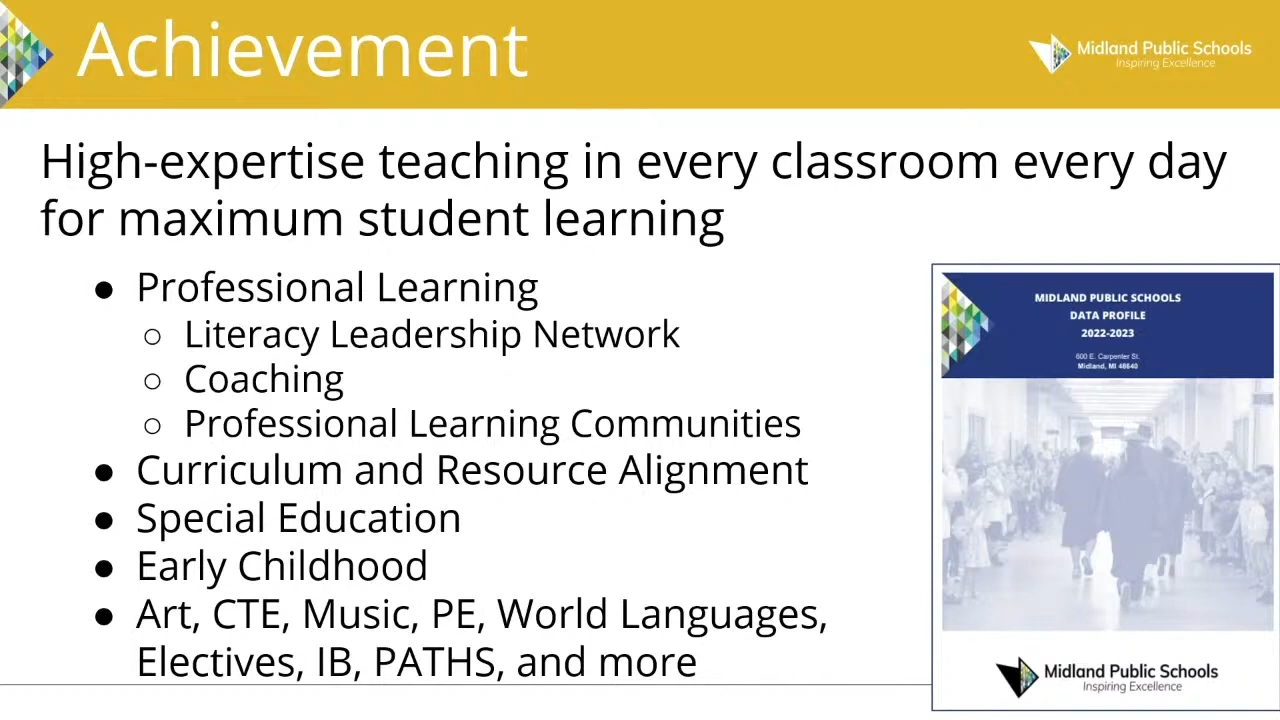 Achievement
Midland Public Schools
Inspiring Excellence
High-expertise teaching in every classroom every day
for maximum student learning
● Professional Learning
○ Literacy Leadership Network
○ Coaching
○ Professional Learning Communities
● Curriculum and Resource Alignment
● Special Education
● Early Childhood
● Art, CTE, Music, PE, World Languages,
Electives, IB, PATHS, and more
MIDLAND PUBLIC SCHOOLS
DATA PROFILE
2022-2023
600 E. Carpenter St.
Midland, MI 48640
Midland Public Schools
Inspiring Excellence